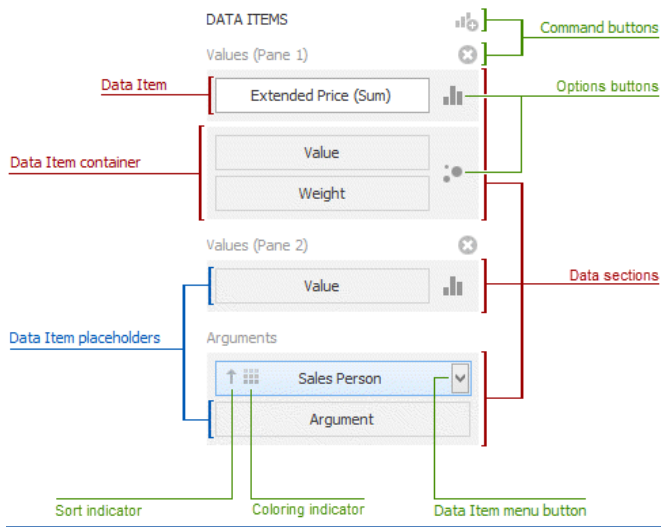 DATA ITEMS
Command buttons
Values (Pane 1)
Data Item
Extended Price (Sum)
Options buttons
Value
Data Item container
Weight
Values (Pane 2)
Data sections
Value
Data Item placeholders
Arguments
Sales Person
Argument
Sort indicator
Coloring indicator
Data Item menu button